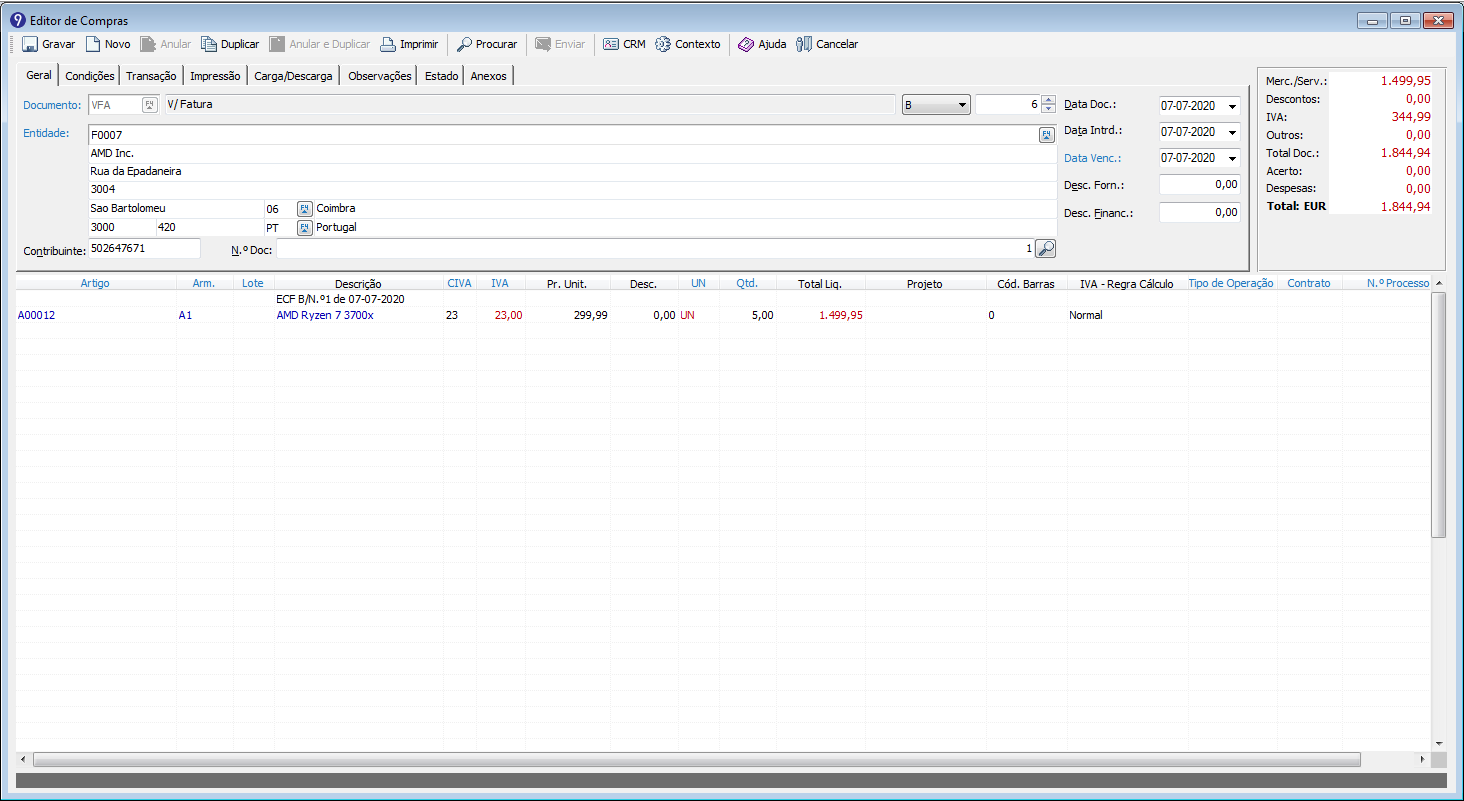 9 Editor de Compras
Gravar Novo Anular Duplicar Anular e Duplicar Imprimir Procurar Enviar CRM Contexto Ajuda Cancelar
Geral Condições Transação Impressão Carga/Descarga Observações Estado Anexos
Documento: VFA F4 V/ Fatura B 6 Data Doc.: 07-07-2020
Entidade: F0007 F4 Data Intrd.: 07-07-2020
AMD Inc. Data Venc.: 07-07-2020
Rua da Epadaneira Desc. Forn.: 0,00
3004
Sao Bartolomeu 06 F4 Coimbra Desc. Financ.: 0,00
3000 420 PT F4 Portugal
Contribuinte: 502647671 N.º Doc: 1
Merc./Serv.: 1.499,95
Descontos: 0,00
IVA: 344,99
Outros: 0,00
Total Doc.: 1.844,94
Acerto: 0,00
Despesas: 0,00
Total: EUR 1.844,94
Artigo Arm. Lote Descrição CIVA IVA Pr. Unit. Desc. UN Qtd. Total Liq. Projeto Cód. Barras IVA - Regra Cálculo Tipo de Operação Contrato N.º Processo
ECF B/N.º1 de 07-07-2020
A00012 A1 AMD Ryzen 7 3700x 23 23,00 299,99 0,00 UN 5,00 1.499,95 0 Normal